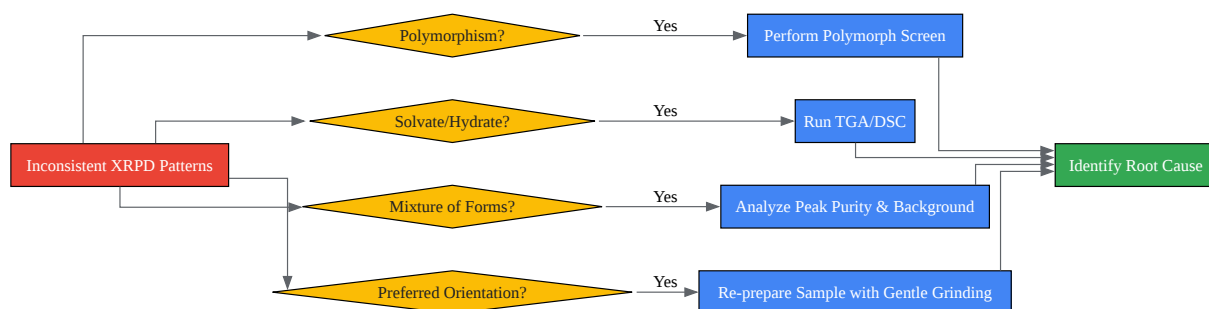 Polymorphism?
Yes
Perform Polymorph Screen
Solvate/Hydrate?
Yes
Run TGA/DSC
Inconsistent XRPD Patterns
Identify Root Cause
Mixture of Forms?
Yes
Analyze Peak Purity & Background
Preferred Orientation?
Yes
Re-prepare Sample with Gentle Grinding